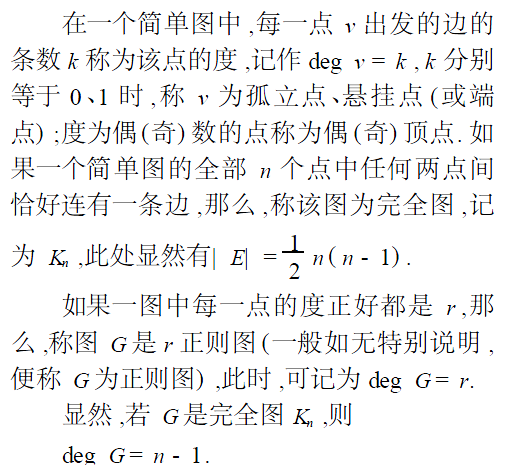 在一个简单图中,每一点 v 出发的边的
条数 k 称为该点的度,记作 deg v = k ,k 分别
等于 0、1 时,称 v 为孤立点、悬挂点(或端
点) ;度为偶(奇)数的点称为偶(奇)顶点. 如
果一个简单图的全部 n 个点中任何两点间
恰好连有一条边 ,那么 ,称该图为完全图 ,记
为 Kn ,此处显然有| E| = 1/2 n( n - 1) .
如果一图中每一点的度正好都是 r ,那
么 ,称图 G 是 r 正则图(一般如无特别说明 ,
便称 G 为正则图) ,此时 ,可记为 deg G = r.
显然 ,若 G 是完全图 Kn ,则
deg G = n - 1.